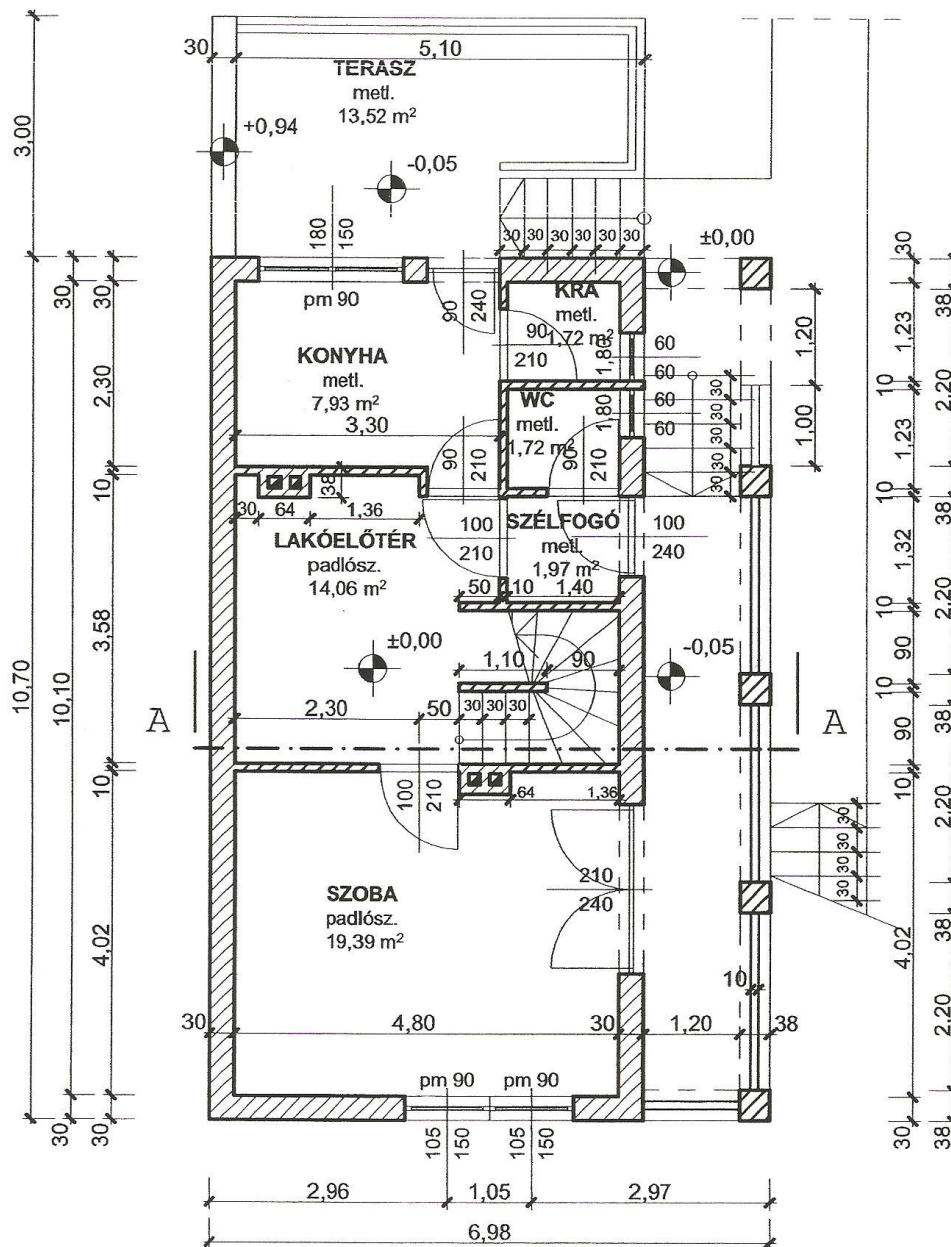 30
5,10
TERASZ
metl.
13,52 m²
+0,94
-0,05
3,00
30 30 30 30 30 30
±0,00
180
150
pm 90
90
240
KRA
metl.
1,72 m²
90
210
1,80
60
60
60
60
1,80
KONYHA
metl.
7,93 m²
3,30
WC
metl.
1,72 m²
90
210
90
210
30
30
30
30
30
38
30 64 1,36
LAKÓELŐTÉR
padlósz.
14,06 m²
100
210
SZÉLFOGÓ
metl.
1,97 m²
100
240
50 10 1,40
±0,00
1,10 90
-0,05
2,30 50 30 30
A
A
100
210
64 1,36
SZOBA
padlósz.
19,39 m²
210
240
30
30
30
30
10
30 4,80 30 1,20 38
pm 90 pm 90
105
150
105
150
2,96 1,05 2,97
6,98
10,70
30
10,10
30
30
2,30
10
3,58
10
4,02
30
1,20
1,00
30
1,23
10
1,23
10
1,32
10
90
10
90
10
4,02
30
38
2,20
38
2,20
38
2,20
38
2,20
38